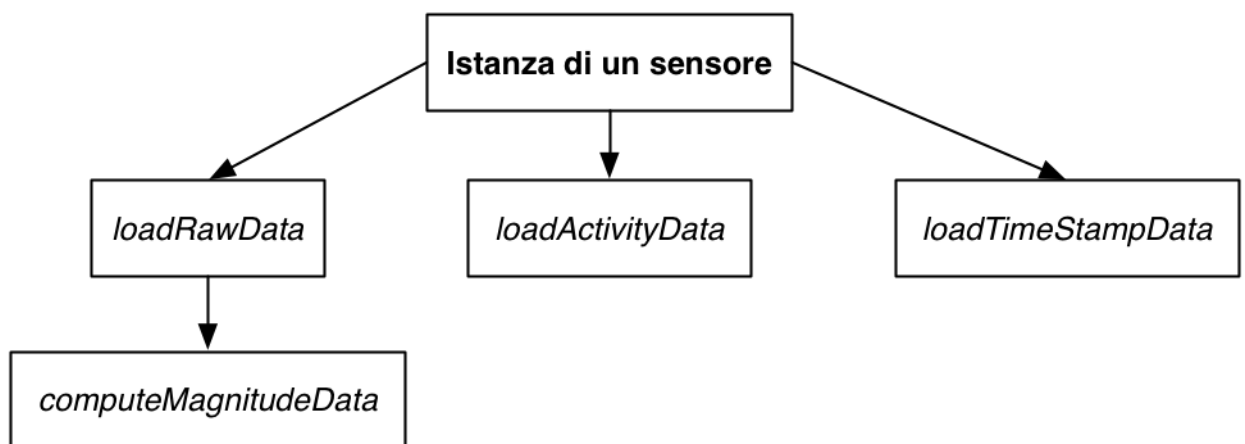 Istanza di un sensore
loadRawData
loadActivityData
loadTimeStampData
computeMagnitudeData